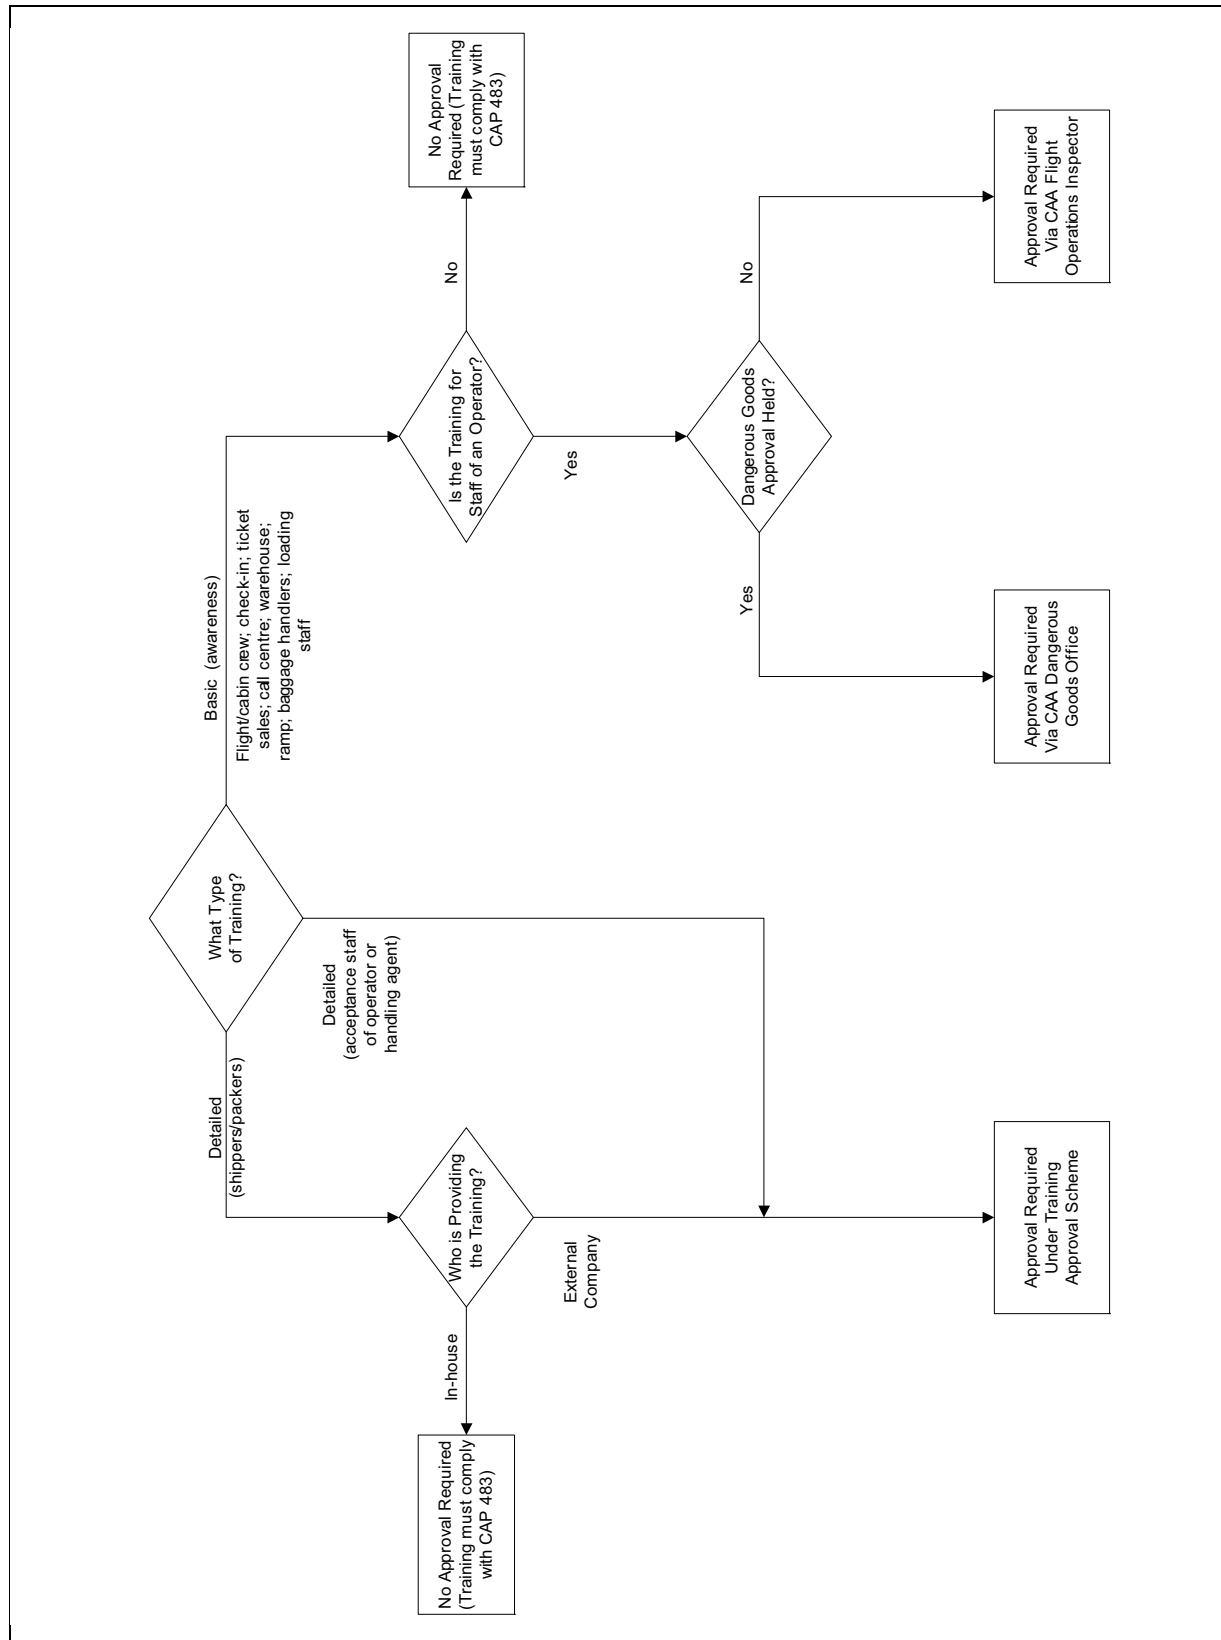 What Type
of Training?
Detailed
(shippers/packers)
Detailed
(acceptance staff
of operator or
handling agent)
Basic (awareness)
Flight/cabin crew; check-in; ticket
sales; call centre; warehouse;
ramp; baggage handlers; loading
staff
Who is Providing
the Training?
In-house
No Approval Required
(Training must comply
with CAP 483)
External
Company
Approval Required
Under Training
Approval Scheme
Is the Training for
Staff of an Operator?
No
No Approval
Required (Training
must comply with
CAP 483)
Yes
Dangerous Goods
Approval Held?
Yes
Approval Required
Via CAA Dangerous
Goods Office
No
Approval Required
Via CAA Flight
Operations Inspector